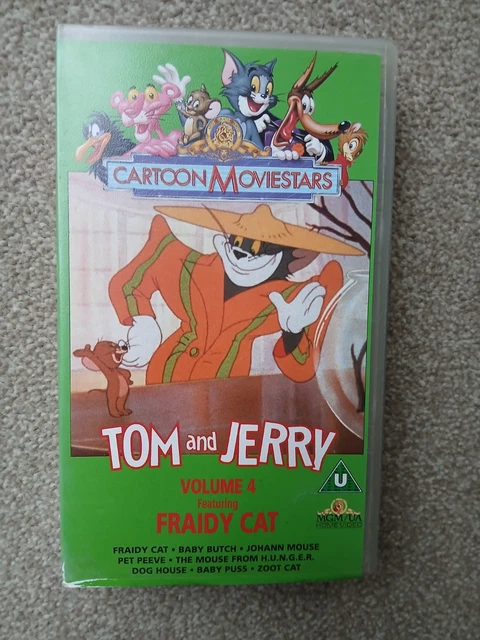 CARTOON MOVIESTARS
TOM and JERRY
VOLUME 4
Featuring
FRAIDY CAT
U
MGM/UA
HOME VIDEO
FRAIDY CAT • BABY BUTCH • JOHANN MOUSE
PET PEEVE • THE MOUSE FROM H.U.N.G.E.R.
DOG HOUSE • BABY PUSS • ZOOT CAT